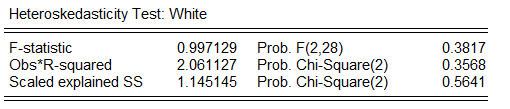 Heteroskedasticity Test: White
F-statistic 0.997129 Prob. F(2,28) 0.3817
Obs*R-squared 2.061127 Prob. Chi-Square(2) 0.3568
Scaled explained SS 1.145145 Prob. Chi-Square(2) 0.5641